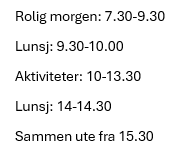 Rolig morgen: 7.30-9.30
Lunsj: 9.30-10.00
Aktiviteter: 10-13.30
Lunsj: 14-14.30
Sammen ute fra 15.30